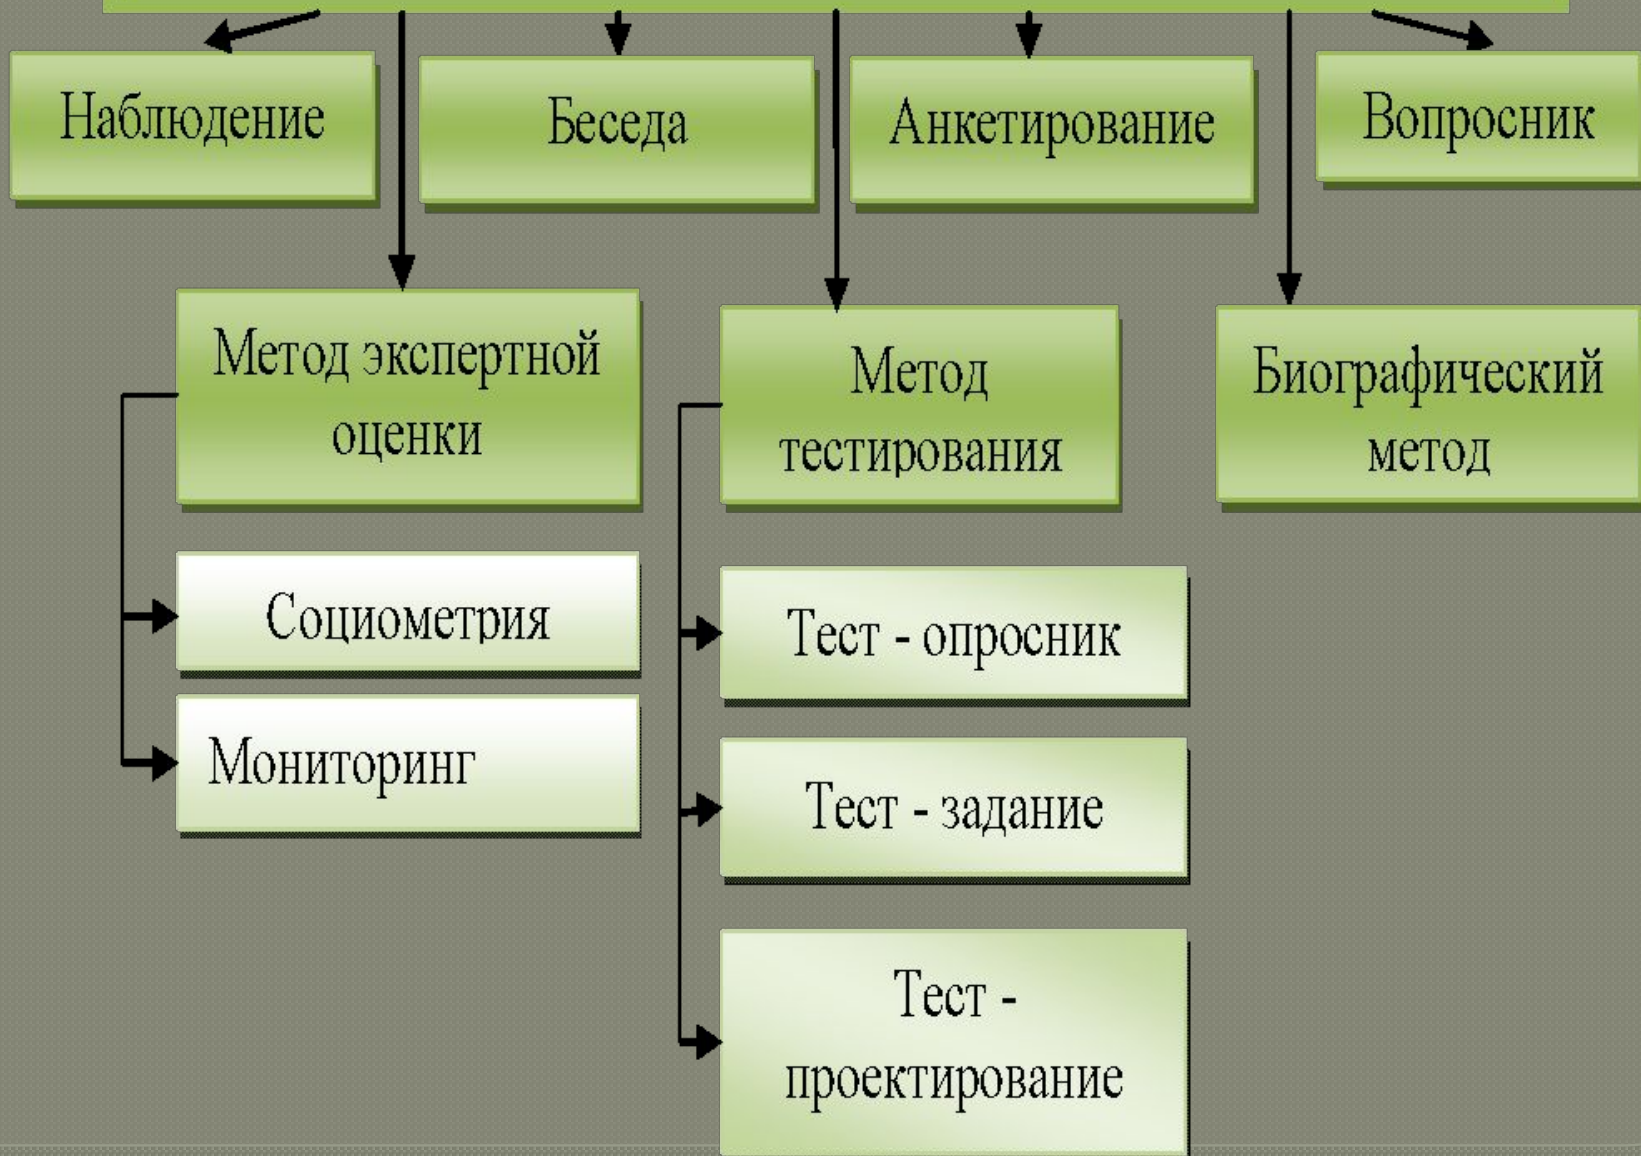 Наблюдение
Беседа
Анкетирование
Вопросник
Метод экспертной
оценки
Метод
тестирования
Биографический
метод
Социометрия
Мониторинг
Тест - опросник
Тест - задание
Тест -
проектирование